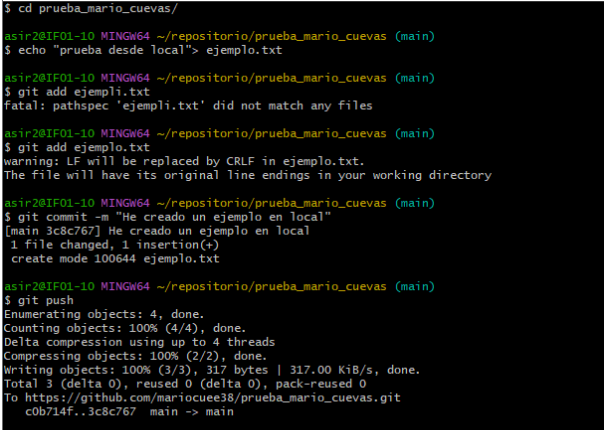 $ cd prueba_mario_cuevas/
asir2@IF01-10 MINGW64 ~/repositorio/prueba_mario_cuevas (main)
$ echo "prueba desde local"> ejemplo.txt
asir2@IF01-10 MINGW64 ~/repositorio/prueba_mario_cuevas (main)
$ git add ejempli.txt
fatal: pathspec 'ejempli.txt' did not match any files
asir2@IF01-10 MINGW64 ~/repositorio/prueba_mario_cuevas (main)
$ git add ejemplo.txt
warning: LF will be replaced by CRLF in ejemplo.txt.
The file will have its original line endings in your working directory
asir2@IF01-10 MINGW64 ~/repositorio/prueba_mario_cuevas (main)
$ git commit -m "He creado un ejemplo en local"
[main 3c8c767] He creado un ejemplo en local
 1 file changed, 1 insertion(+)
 create mode 100644 ejemplo.txt
asir2@IF01-10 MINGW64 ~/repositorio/prueba_mario_cuevas (main)
$ git push
Enumerating objects: 4, done.
Counting objects: 100% (4/4), done.
Delta compression using up to 4 threads
Compressing objects: 100% (2/2), done.
Writing objects: 100% (3/3), 317 bytes | 317.00 KiB/s, done.
Total 3 (delta 0), reused 0 (delta 0), pack-reused 0
To https://github.com/mariocuee38/prueba_mario_cuevas.git
   c0b714f..3c8c767  main -> main